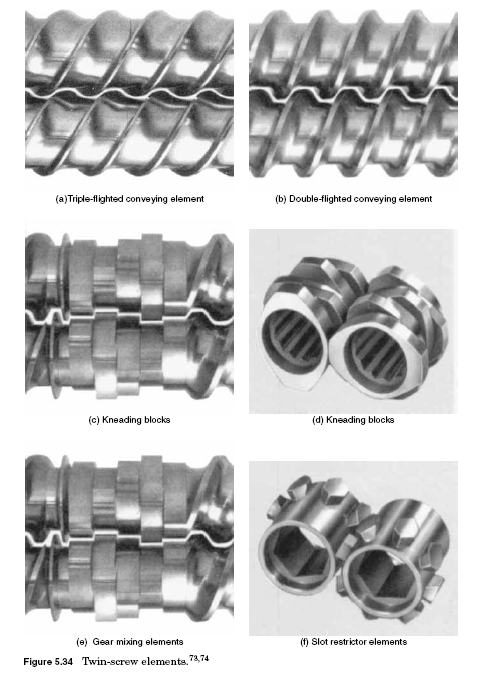 (a)Triple-flighted conveying element
(b) Double-flighted conveying element
(c) Kneading blocks
(d) Kneading blocks
(e) Gear mixing elements
(f) Slot restrictor elements
Figure 5.34 Twin-screw elements.73,74